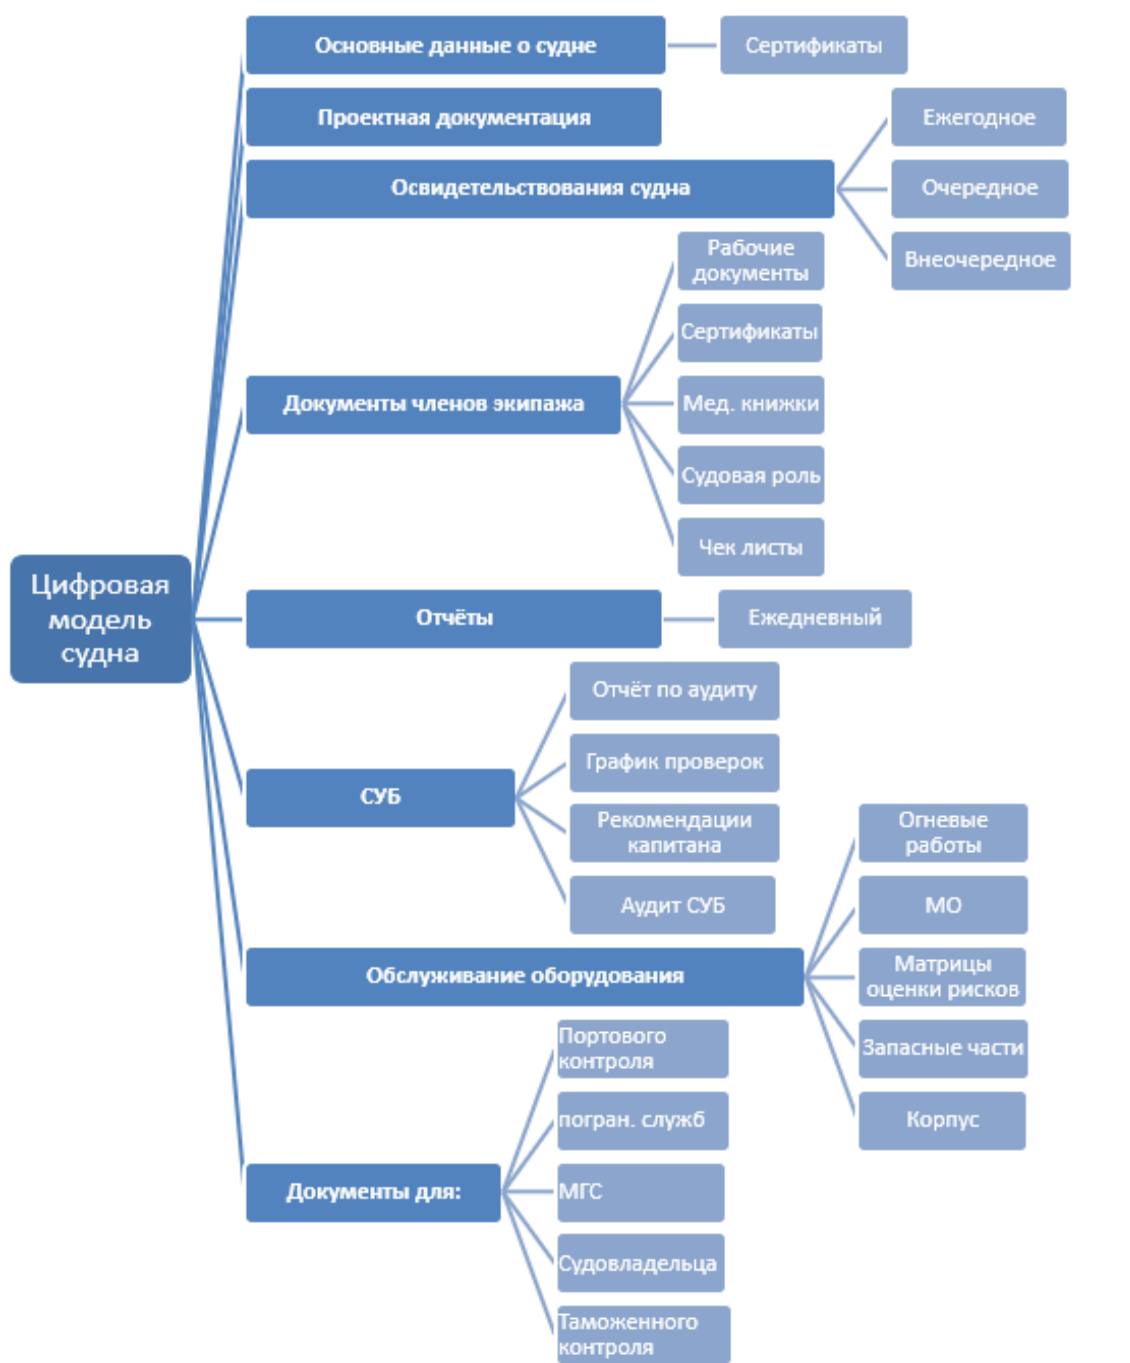 Основные данные о судне
Сертификаты
Проектная документация
Освидетельствования судна
Ежегодное
Очередное
Внеочередное
Документы членов экипажа
Рабочие
документы
Сертификаты
Мед. книжки
Судовая роль
Чек листы
Цифровая
модель
судна
Отчёты
Ежедневный
СУБ
Отчёт по аудиту
График проверок
Рекомендации
капитана
Аудит СУБ
Обслуживание оборудования
Огневые
работы
МО
Матрицы
оценки рисков
Запасные части
Корпус
Документы для:
Портового
контроля
погран. служб
МГС
Судовладельца
Таможенного
контроля